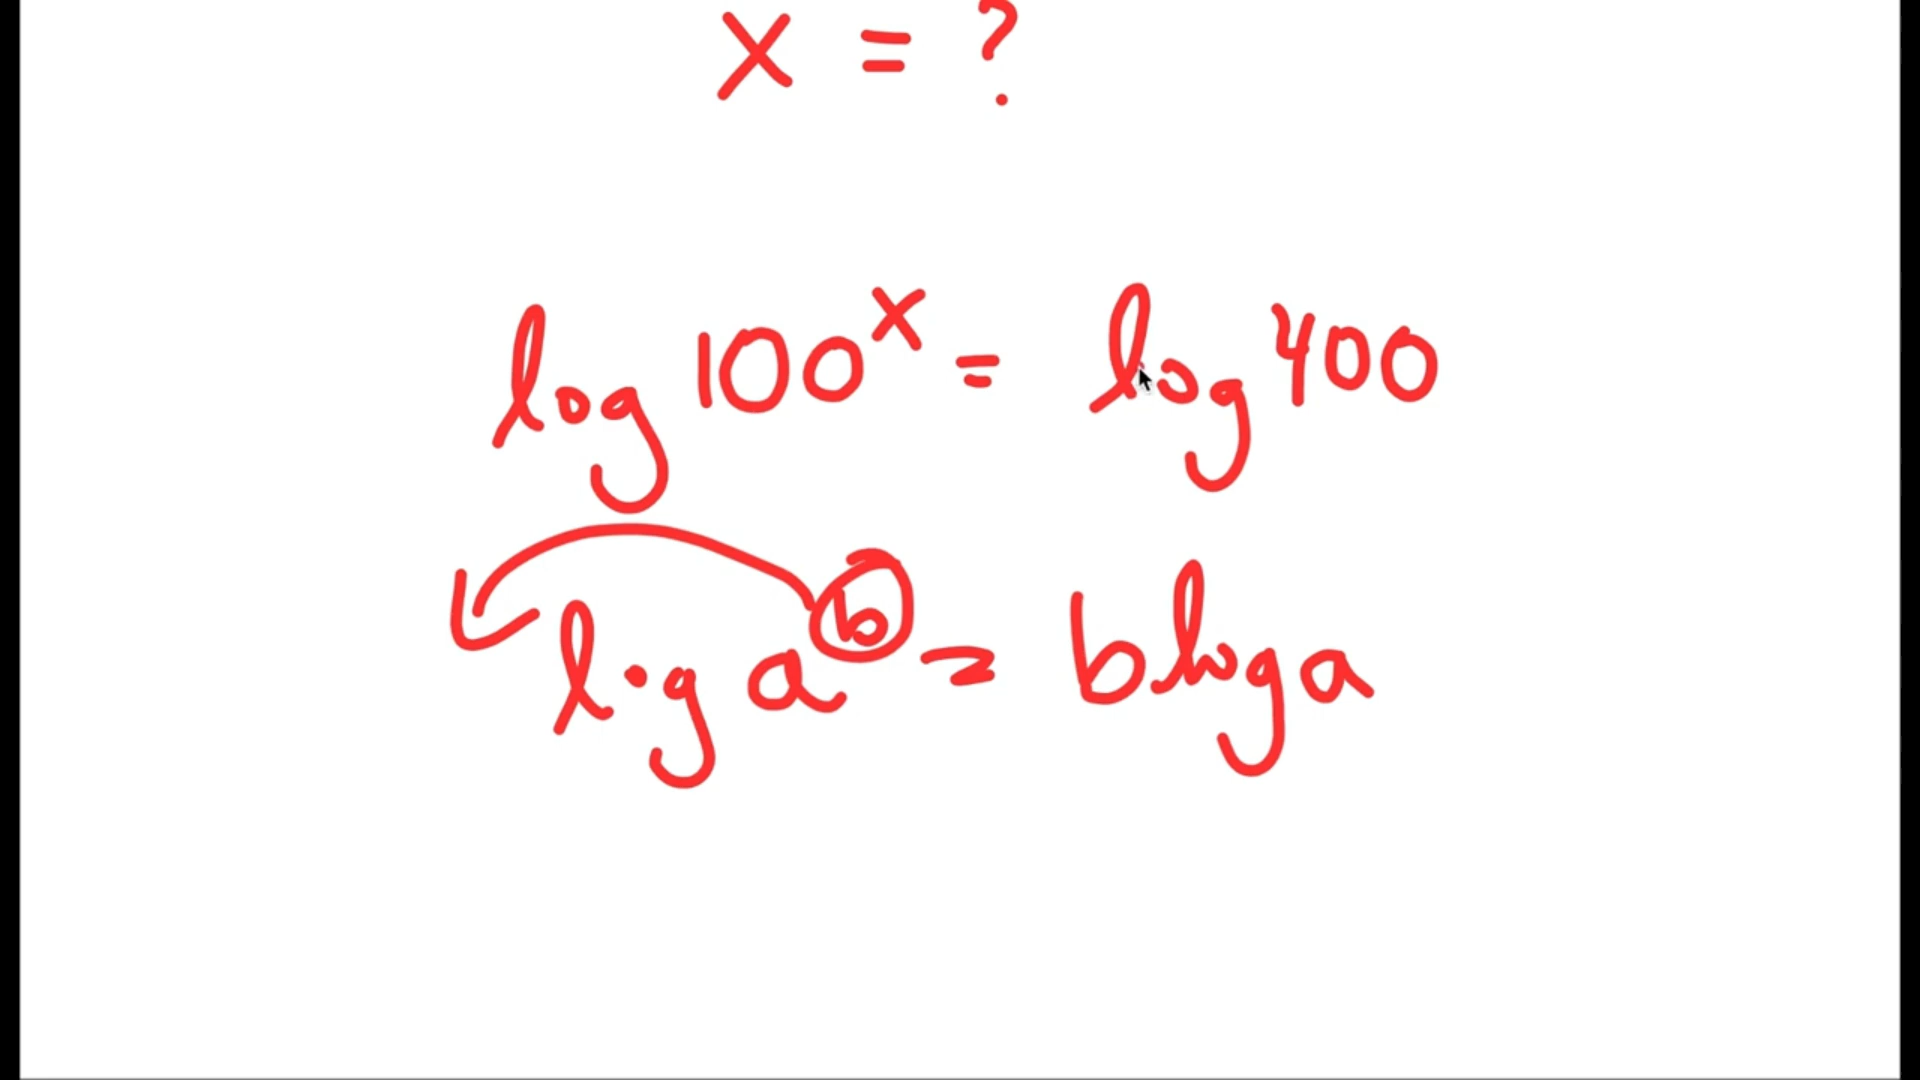 x = ?
log 100^x = log 400
log a^b = b log a